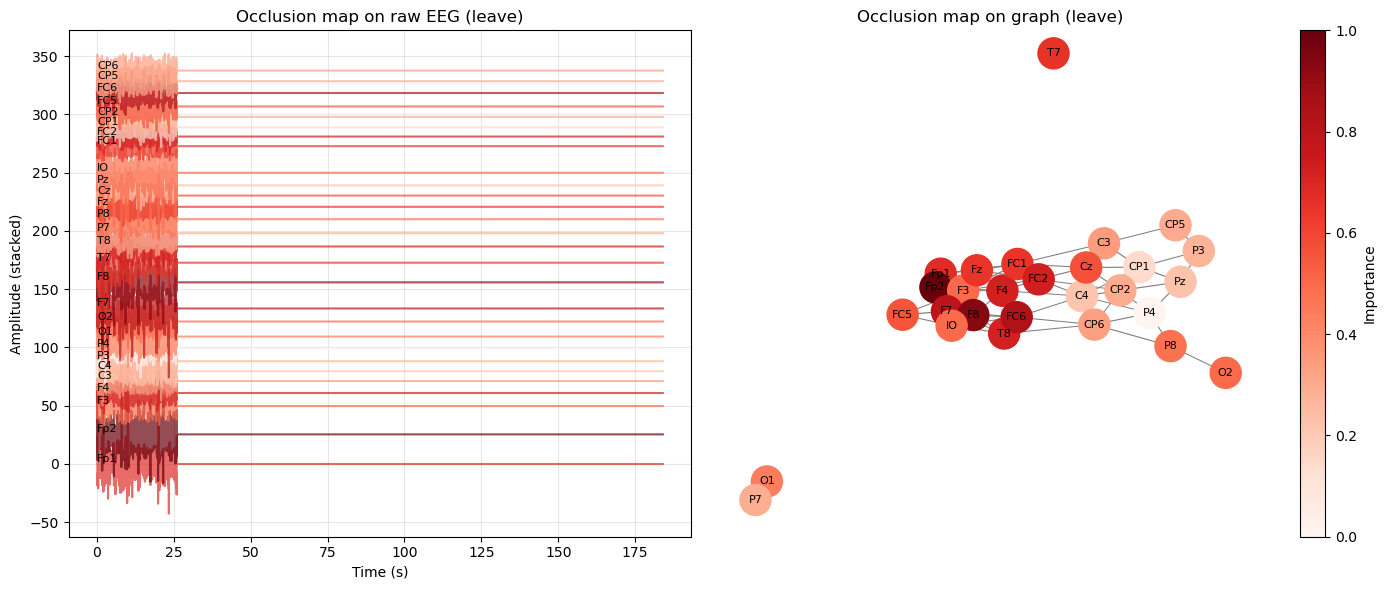 Occlusion map on raw EEG (leave)
Amplitude (stacked)
350
300
250
200
150
100
50
0
−50
CP6
CP5
FC6
FC5
CP2
CP1
FC2
FC1
IO
Pz
Cz
Fz
P8
P7
T8
T7
F8
F7
O2
O1
P4
P3
C4
C3
F4
F3
Fp2
Fp1
0
25
50
75
100
125
150
175
Time (s)
Occlusion map on graph (leave)
T7
CP5
C3
P3
FC1
Cz
CP1
Fp1
Fz
FC2
Pz
Fp2
F3
F4
CP2
C4
FC5
F7
F8
FC6
P4
IO
T8
CP6
P8
O2
O1
P7
1.0
0.8
0.6
0.4
0.2
0.0
Importance